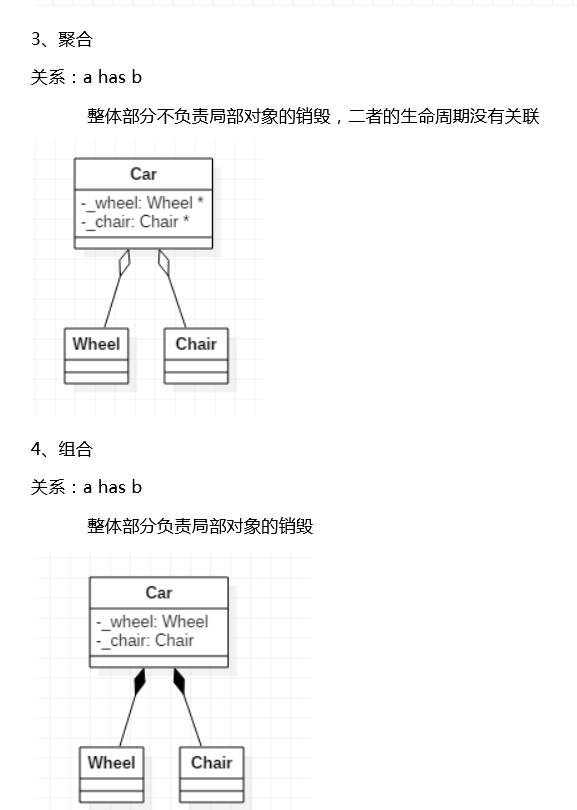 3、聚合
关系：a has b
整体部分不负责局部对象的销毁，二者的生命周期没有关联
Car
-_wheel: Wheel *
-_chair: Chair *
Wheel
Chair
4、组合
关系：a has b
整体部分负责局部对象的销毁
Car
-_wheel: Wheel
-_chair: Chair
Wheel
Chair